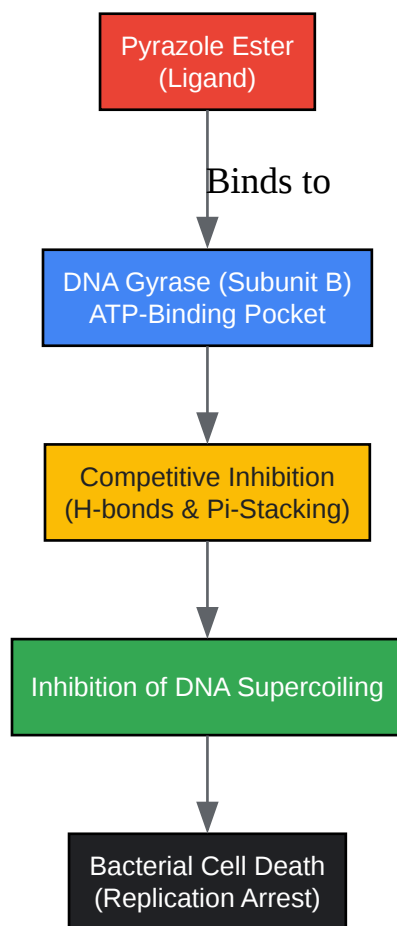 Pyrazole Ester
(Ligand)
Binds to
DNA Gyrase (Subunit B)
ATP-Binding Pocket
Competitive Inhibition
(H-bonds & Pi-Stacking)
Inhibition of DNA Supercoiling
Bacterial Cell Death
(Replication Arrest)